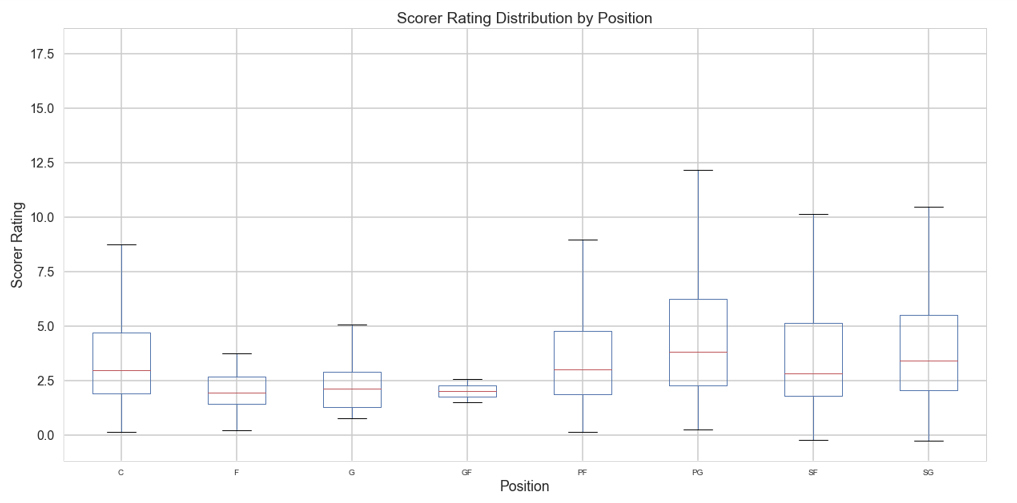 Scorer Rating Distribution by Position
17.5
15.0
12.5
10.0
7.5
5.0
2.5
0.0
Scorer Rating
C F G GF PF PG SF SG
Position